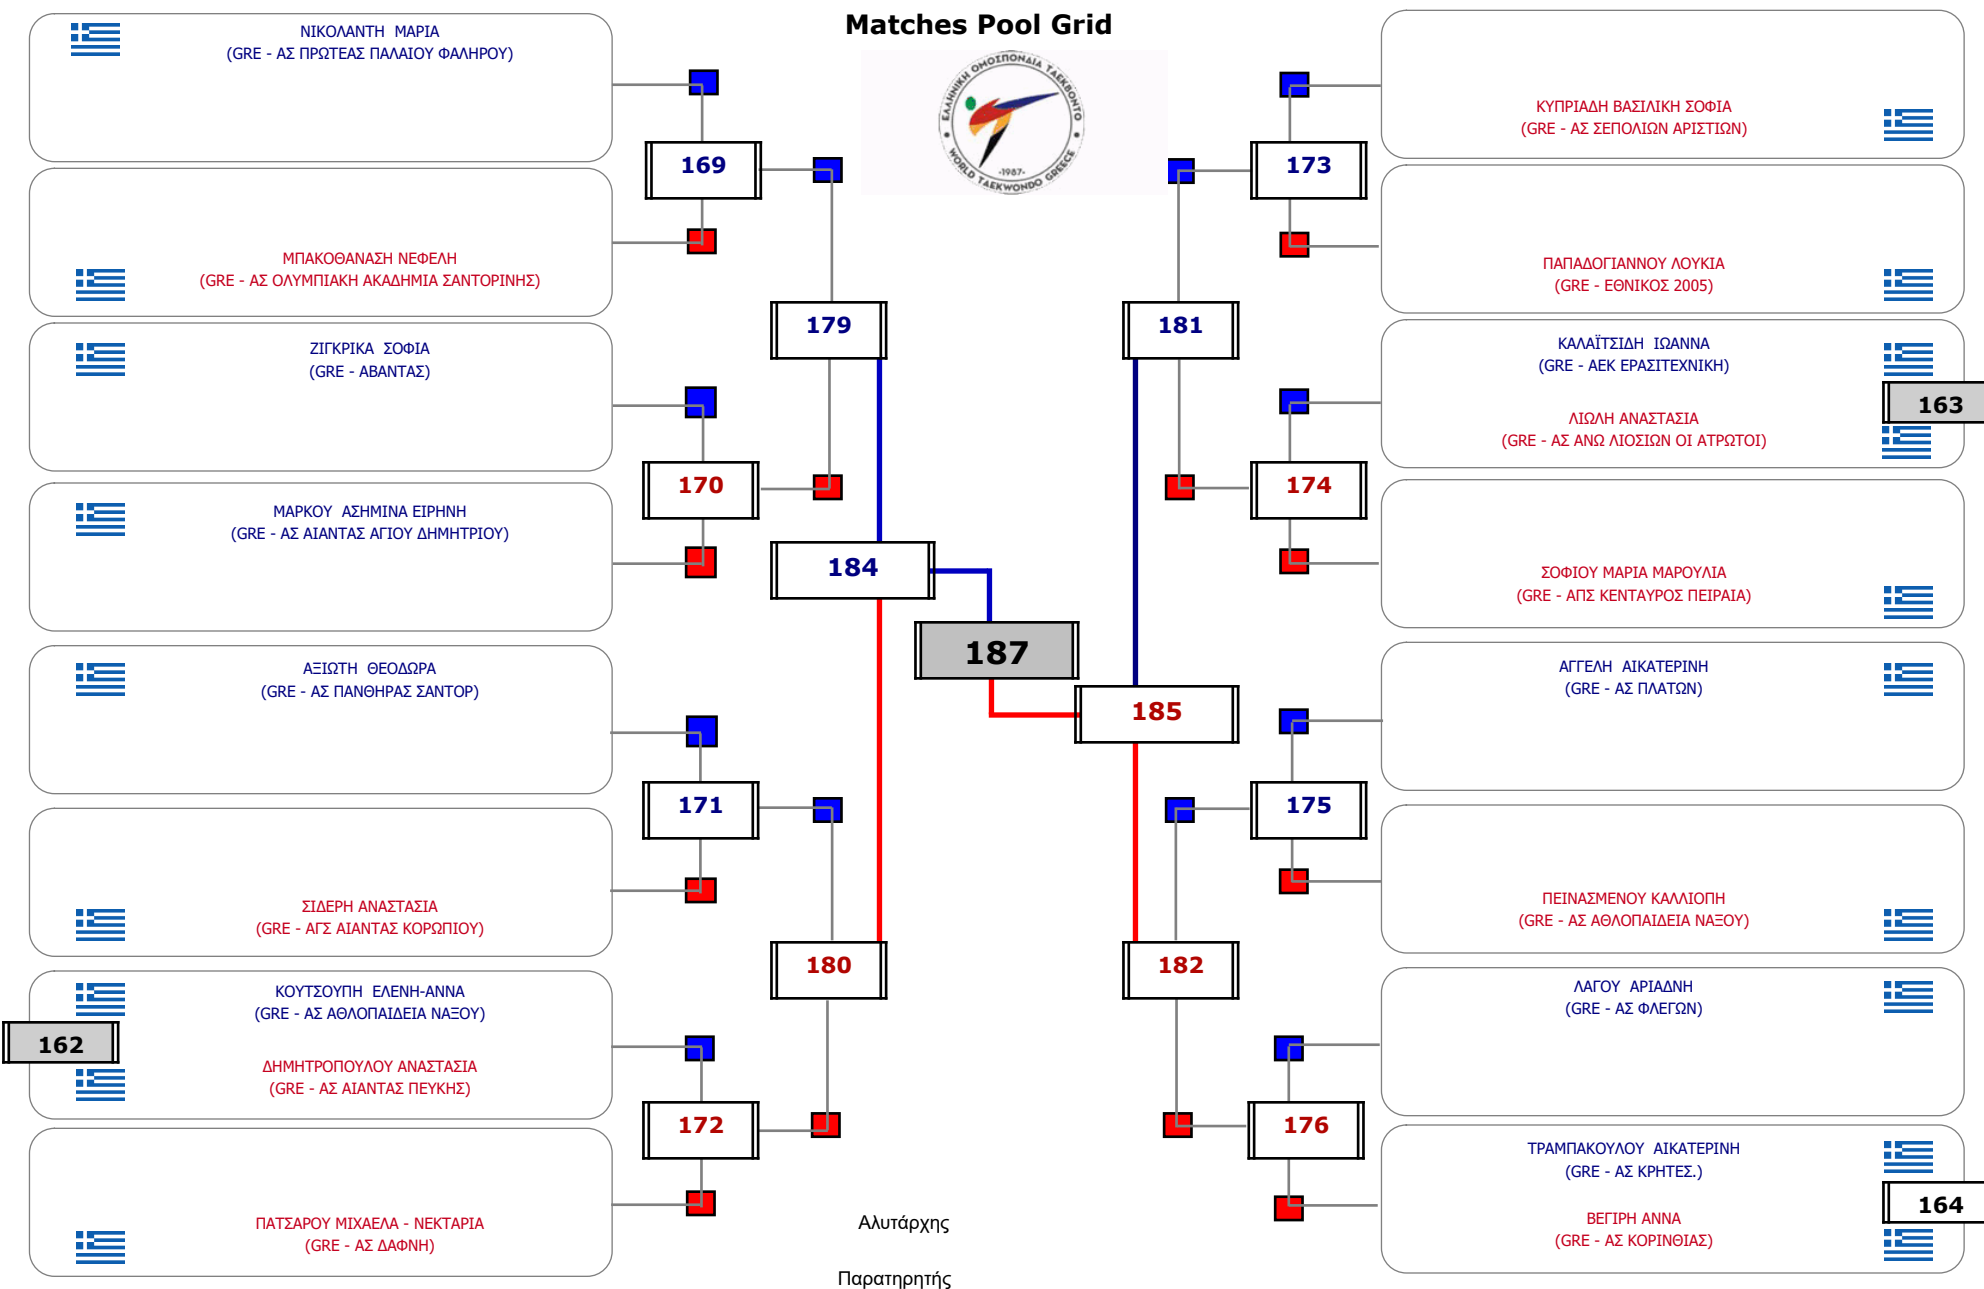 Matches Pool Grid
ΕΛΛΗΝΙΚΗ ΟΜΟΣΠΟΝΔΙΑ ΤΑΕΚΒΟΝΤΟ
-1987-
WORLD TAEKWONDO GREECE
ΝΙΚΟΛΑΝΤΗ ΜΑΡΙΑ
(GRE - ΑΣ ΠΡΩΤΕΑΣ ΠΑΛΑΙΟΥ ΦΑΛΗΡΟΥ)
169
ΜΠΑΚΟΘΑΝΑΣΗ ΝΕΦΕΛΗ
(GRE - ΑΣ ΟΛΥΜΠΙΑΚΗ ΑΚΑΔΗΜΙΑ ΣΑΝΤΟΡΙΝΗΣ)
179
ΖΙΓΚΡΙΚΑ ΣΟΦΙΑ
(GRE - ΑΒΑΝΤΑΣ)
170
ΜΑΡΚΟΥ ΑΣΗΜΙΝΑ ΕΙΡΗΝΗ
(GRE - ΑΣ ΑΙΑΝΤΑΣ ΑΓΙΟΥ ΔΗΜΗΤΡΙΟΥ)
184
187
ΑΞΙΩΤΗ ΘΕΟΔΩΡΑ
(GRE - ΑΣ ΠΑΝΘΗΡΑΣ ΣΑΝΤΟΡ)
171
ΣΙΔΕΡΗ ΑΝΑΣΤΑΣΙΑ
(GRE - ΑΓΣ ΑΙΑΝΤΑΣ ΚΟΡΩΠΙΟΥ)
180
ΚΟΥΤΣΟΥΠΗ ΕΛΕΝΗ-ΑΝΝΑ
(GRE - ΑΣ ΑΘΛΟΠΑΙΔΕΙΑ ΝΑΞΟΥ)
162
ΔΗΜΗΤΡΟΠΟΥΛΟΥ ΑΝΑΣΤΑΣΙΑ
(GRE - ΑΣ ΑΙΑΝΤΑΣ ΠΕΥΚΗΣ)
172
ΠΑΤΣΑΡΟΥ ΜΙΧΑΕΛΑ - ΝΕΚΤΑΡΙΑ
(GRE - ΑΣ ΔΑΦΝΗ)
ΚΥΠΡΙΑΔΗ ΒΑΣΙΛΙΚΗ ΣΟΦΙΑ
(GRE - ΑΣ ΣΕΠΟΛΙΩΝ ΑΡΙΣΤΙΩΝ)
173
ΠΑΠΑΔΟΓΙΑΝΝΟΥ ΛΟΥΚΙΑ
(GRE - ΕΘΝΙΚΟΣ 2005)
181
ΚΑΛΑΪΤΣΙΔΗ ΙΩΑΝΝΑ
(GRE - ΑΕΚ ΕΡΑΣΙΤΕΧΝΙΚΗ)
163
ΛΙΩΛΗ ΑΝΑΣΤΑΣΙΑ
(GRE - ΑΣ ΑΝΩ ΛΙΟΣΙΩΝ ΟΙ ΑΤΡΩΤΟΙ)
174
ΣΟΦΙΟΥ ΜΑΡΙΑ ΜΑΡΟΥΛΙΑ
(GRE - ΑΠΣ ΚΕΝΤΑΥΡΟΣ ΠΕΙΡΑΙΑ)
185
ΑΓΓΕΛΗ ΑΙΚΑΤΕΡΙΝΗ
(GRE - ΑΣ ΠΛΑΤΩΝ)
175
ΠΕΙΝΑΣΜΕΝΟΥ ΚΑΛΛΙΟΠΗ
(GRE - ΑΣ ΑΘΛΟΠΑΙΔΕΙΑ ΝΑΞΟΥ)
182
ΛΑΓΟΥ ΑΡΙΑΔΝΗ
(GRE - ΑΣ ΦΛΕΓΩΝ)
176
ΤΡΑΜΠΑΚΟΥΛΟΥ ΑΙΚΑΤΕΡΙΝΗ
(GRE - ΑΣ ΚΡΗΤΕΣ.)
164
ΒΕΓΙΡΗ ΑΝΝΑ
(GRE - ΑΣ ΚΟΡΙΝΘΙΑΣ)
Αλυτάρχης
Παρατηρητής